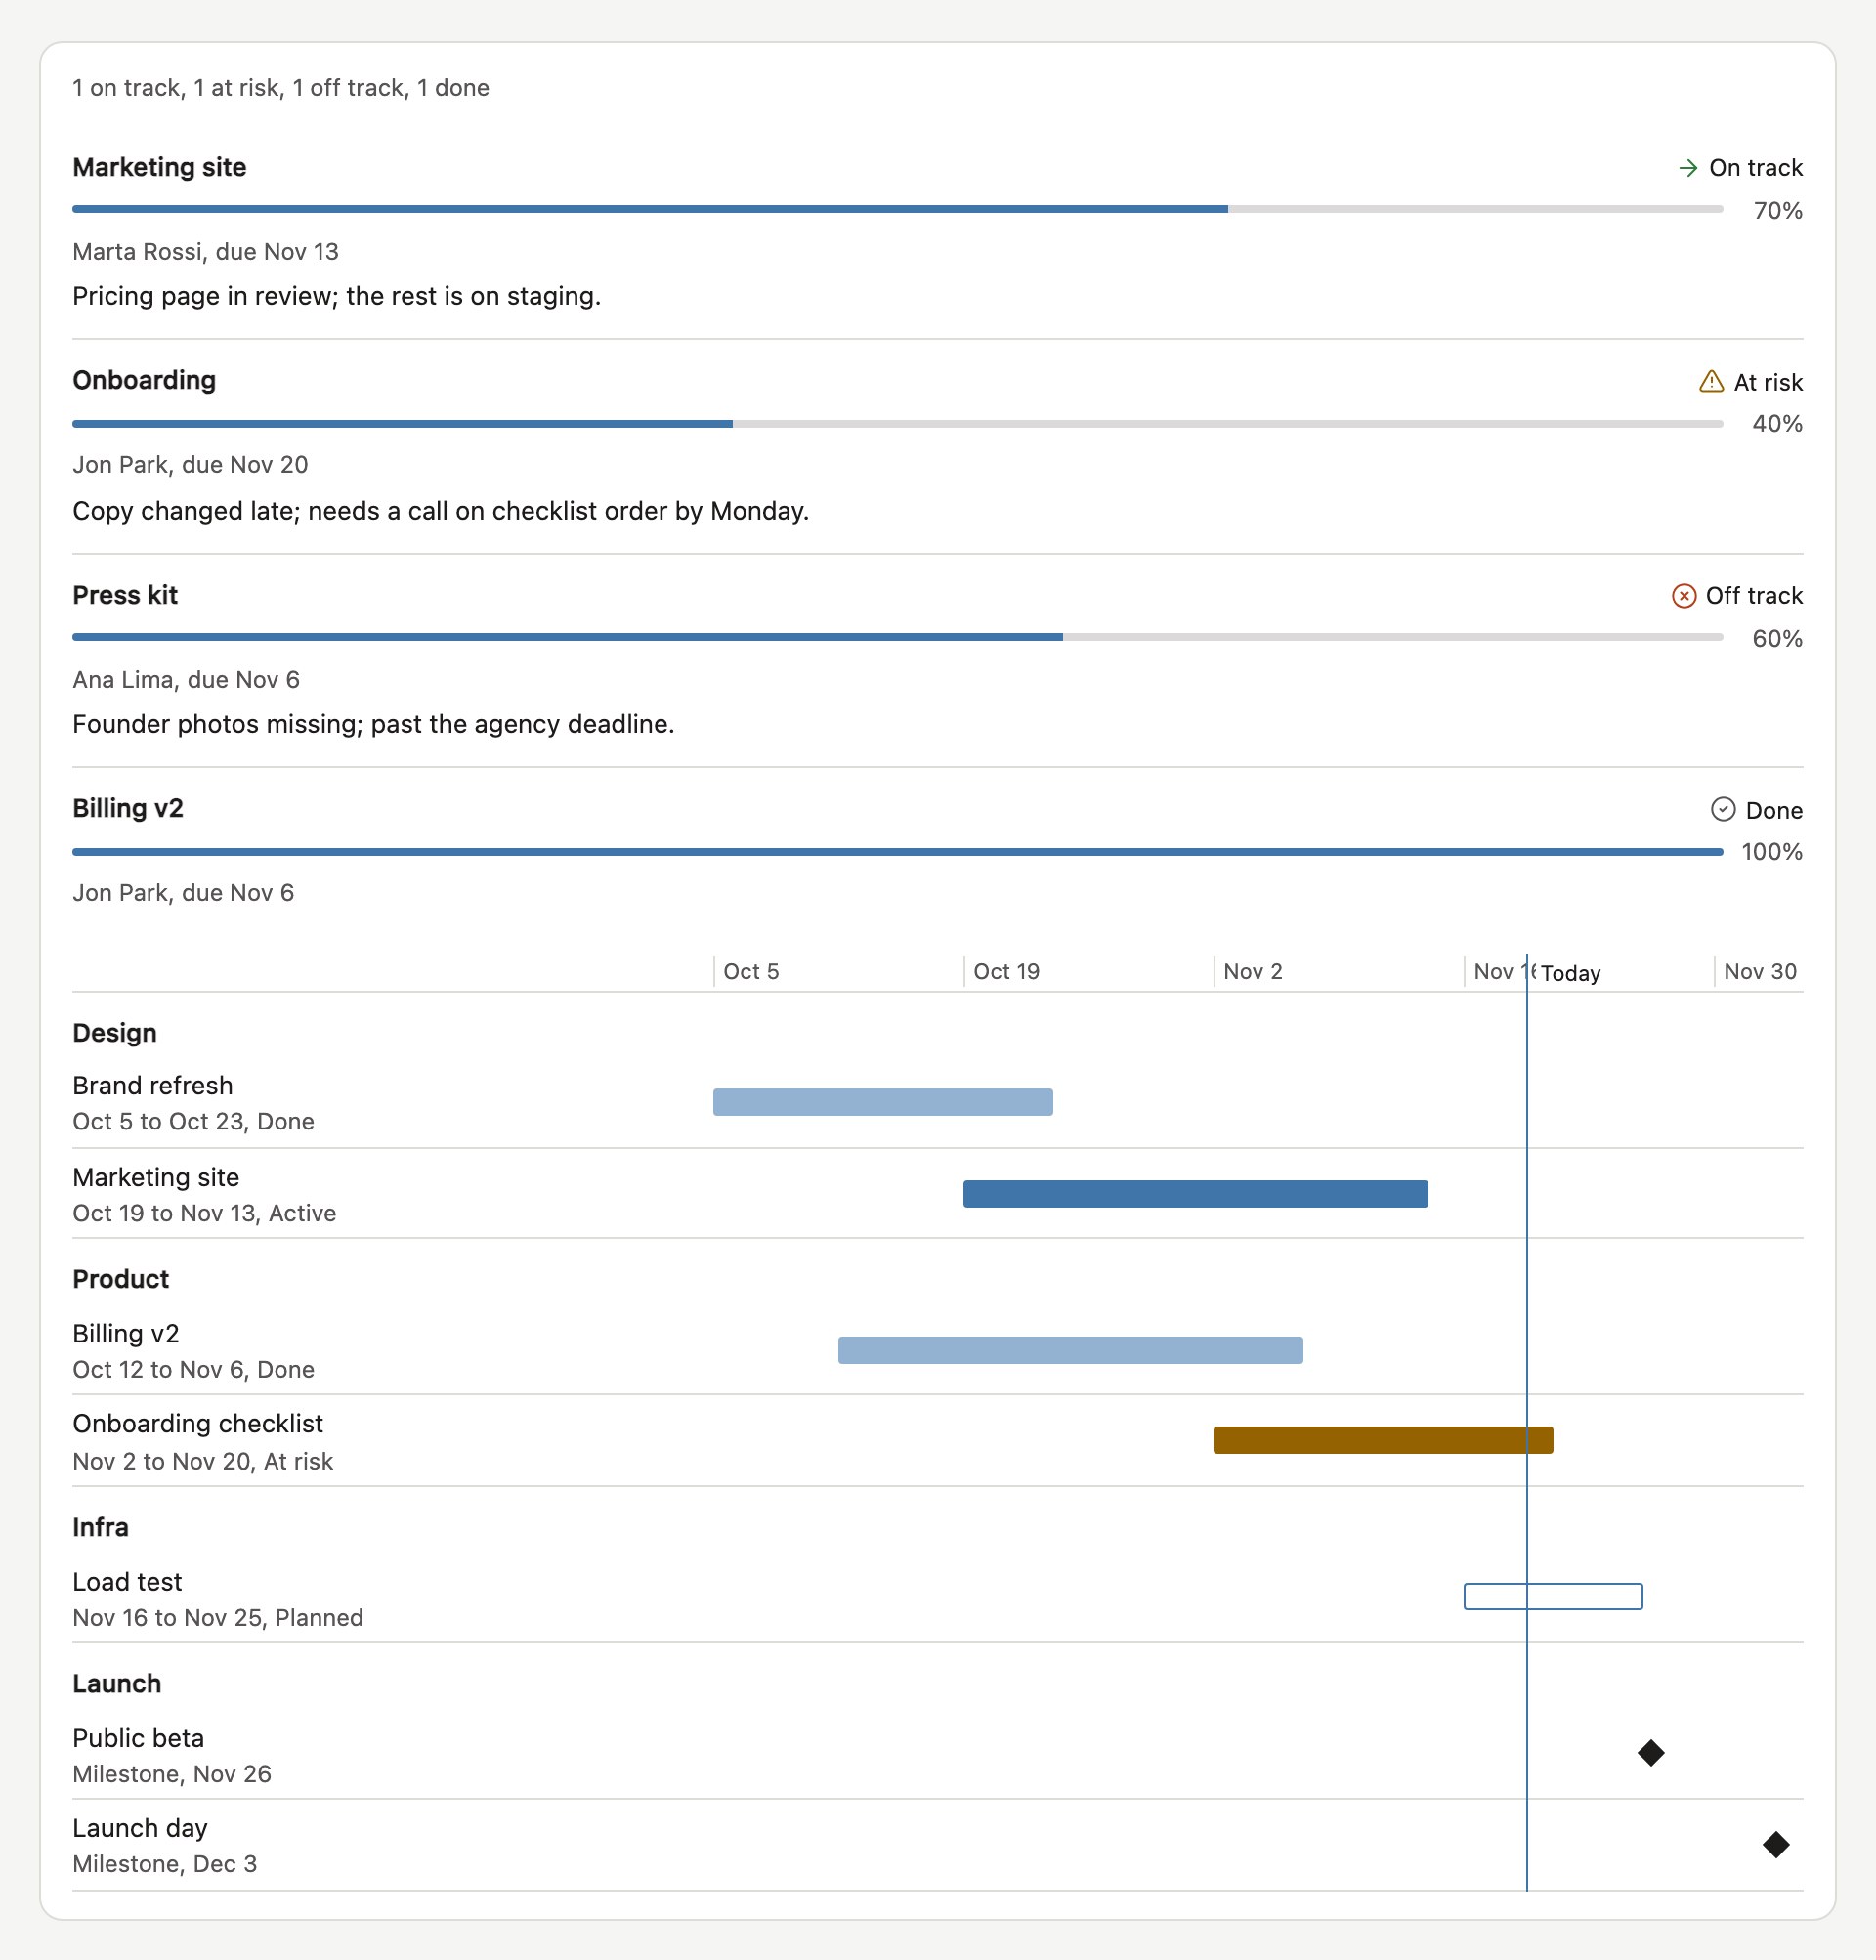 1 on track, 1 at risk, 1 off track, 1 done
Marketing site
On track
70%
Marta Rossi, due Nov 13
Pricing page in review; the rest is on staging.
Onboarding
At risk
40%
Jon Park, due Nov 20
Copy changed late; needs a call on checklist order by Monday.
Press kit
Off track
60%
Ana Lima, due Nov 6
Founder photos missing; past the agency deadline.
Billing v2
Done
100%
Jon Park, due Nov 6
Oct 5
Oct 19
Nov 2
Nov
Today
Nov 30
Design
Brand refresh
Oct 5 to Oct 23, Done
Marketing site
Oct 19 to Nov 13, Active
Product
Billing v2
Oct 12 to Nov 6, Done
Onboarding checklist
Nov 2 to Nov 20, At risk
Infra
Load test
Nov 16 to Nov 25, Planned
Launch
Public beta
Milestone, Nov 26
Launch day
Milestone, Dec 3